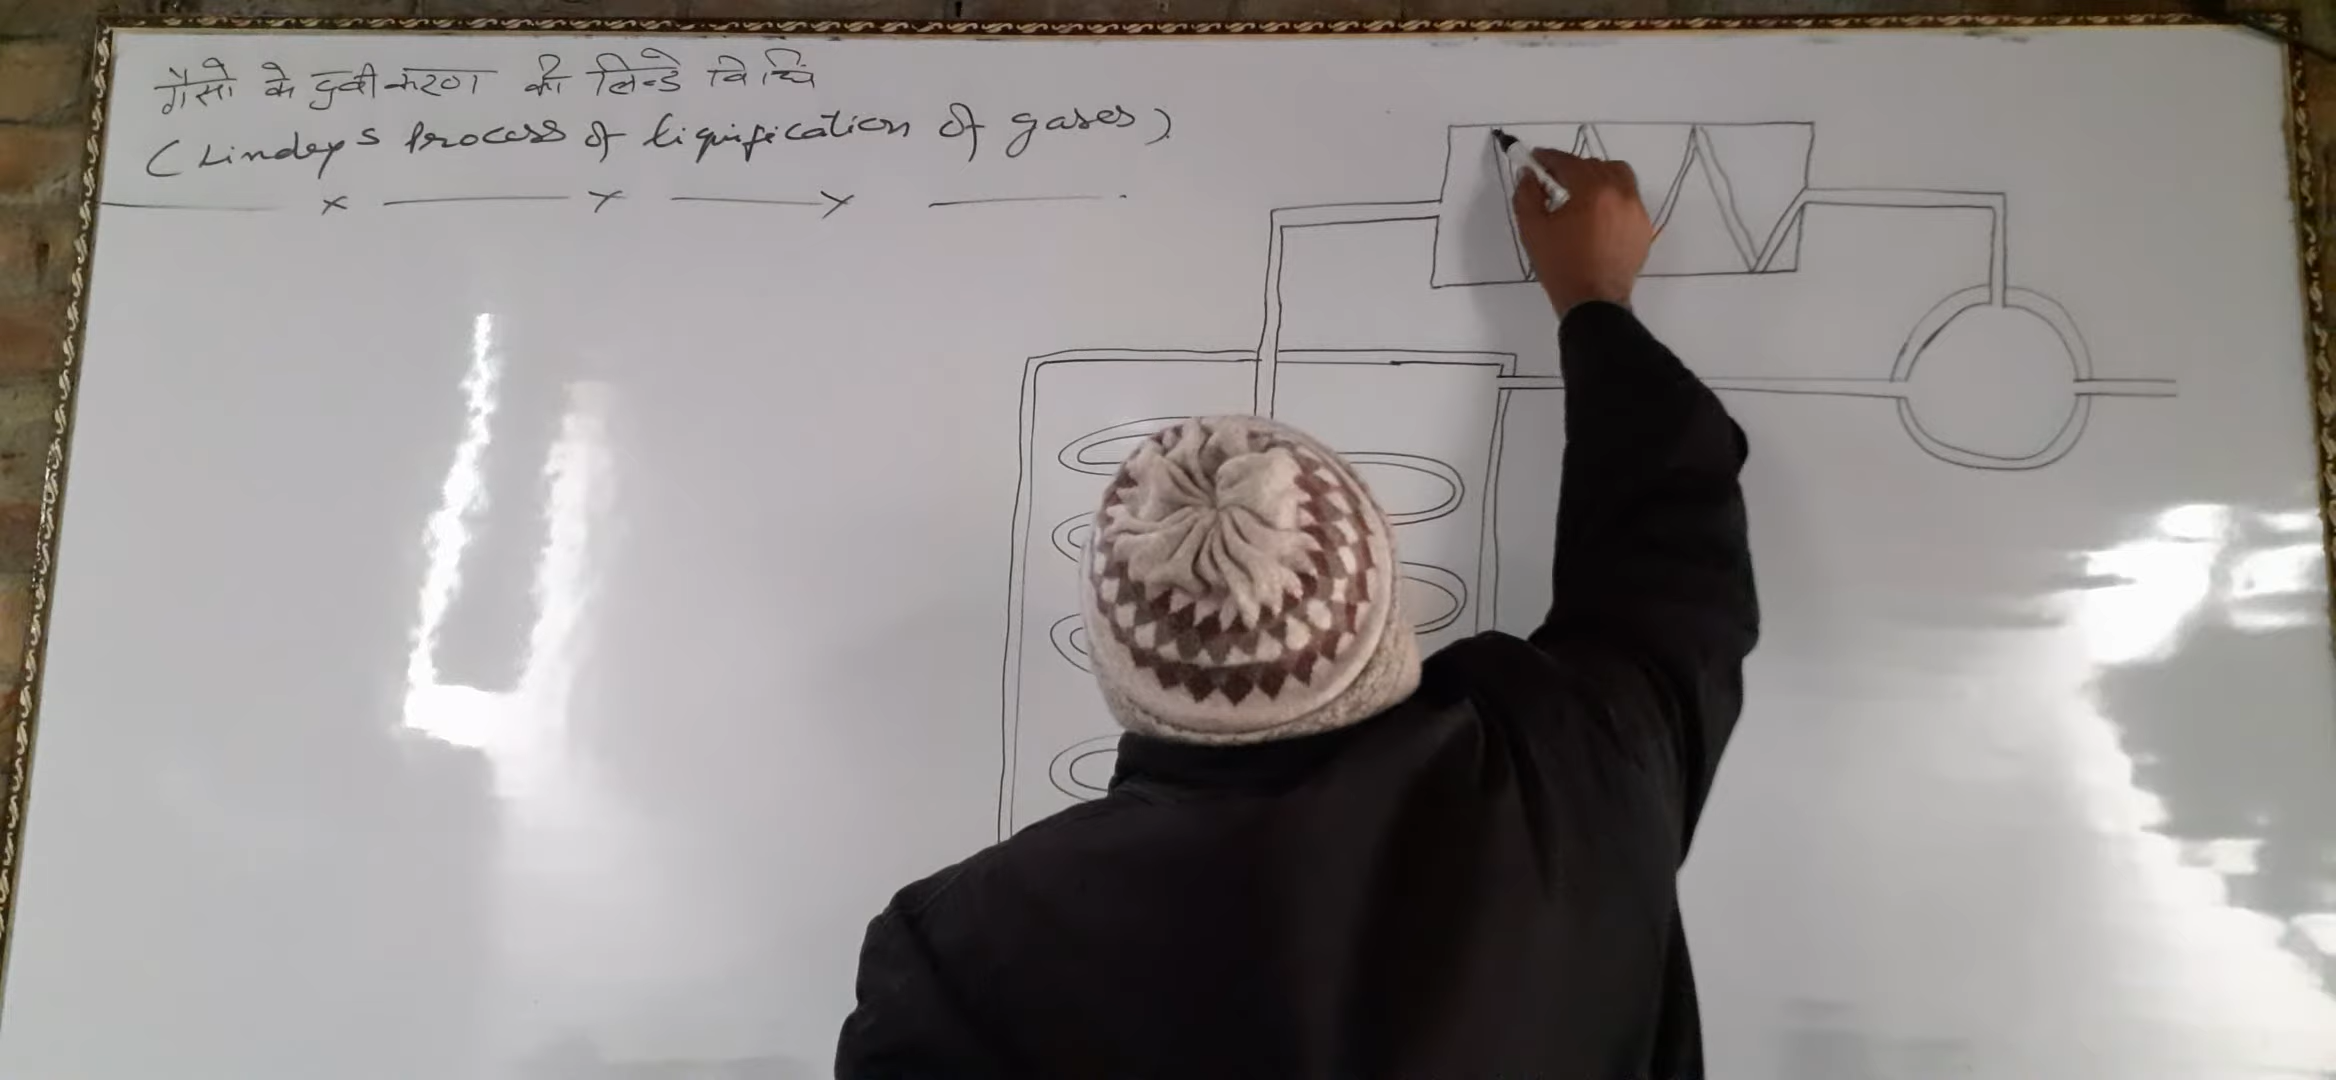 गैसो के द्रवीकरण की लिन्डे विधि
(Lindey's Process of liquification of gases)